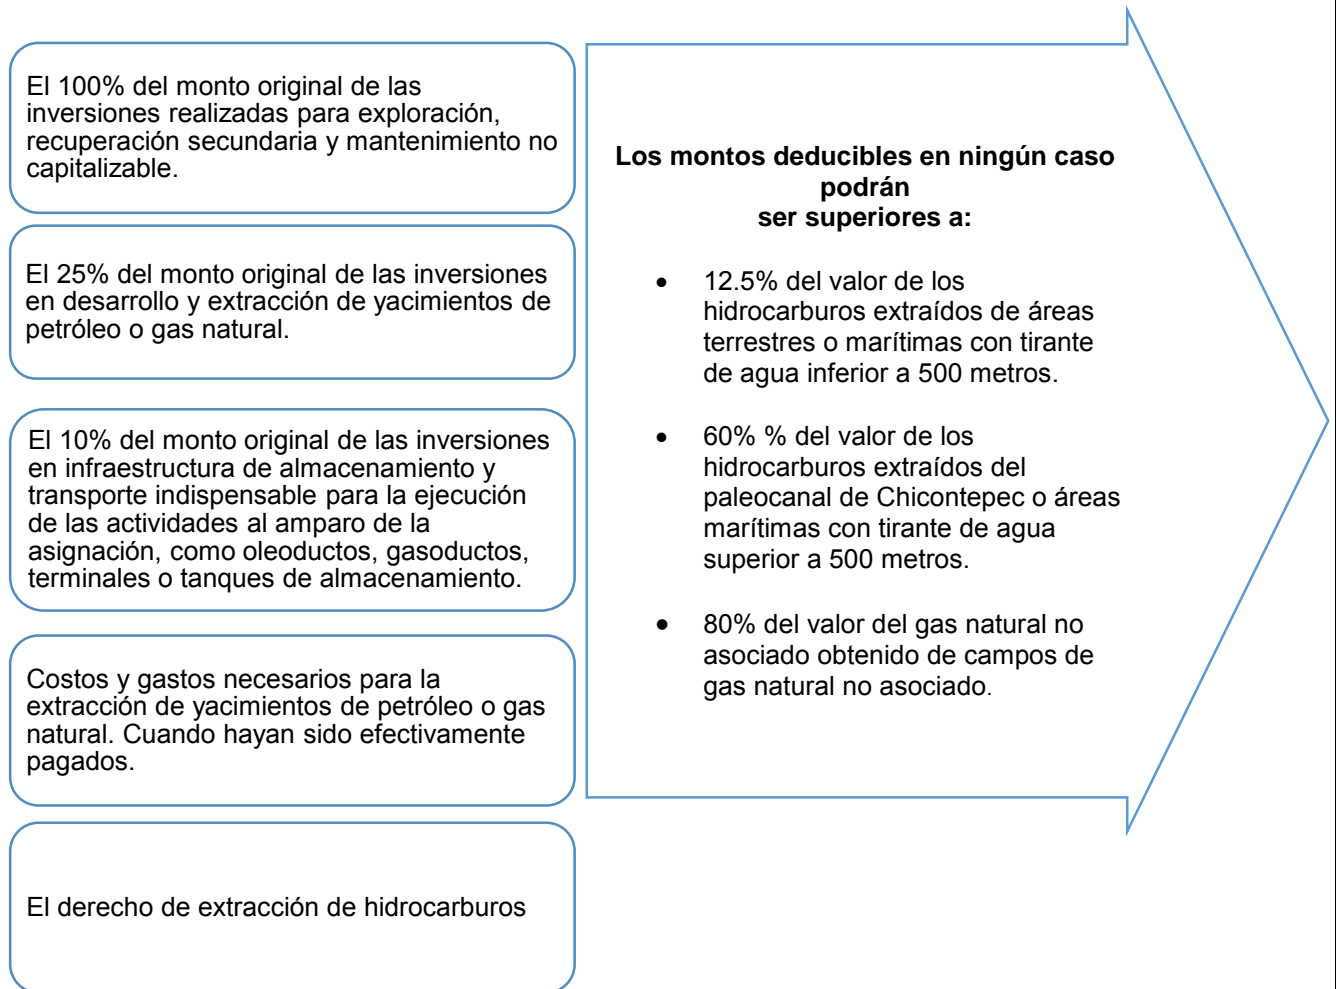 El 100% del monto original de las
inversiones realizadas para exploración,
recuperación secundaria y mantenimiento no
capitalizable.
El 25% del monto original de las inversiones
en desarrollo y extracción de yacimientos de
petróleo o gas natural.
El 10% del monto original de las inversiones
en infraestructura de almacenamiento y
transporte indispensable para la ejecución
de las actividades al amparo de la
asignación, como oleoductos, gasoductos,
terminales o tanques de almacenamiento.
Costos y gastos necesarios para la
extracción de yacimientos de petróleo o gas
natural. Cuando hayan sido efectivamente
pagados.
El derecho de extracción de hidrocarburos
Los montos deducibles en ningún caso
podrán
ser superiores a:
• 12.5% del valor de los
hidrocarburos extraídos de áreas
terrestres o marítimas con tirante
de agua inferior a 500 metros.
• 60% % del valor de los
hidrocarburos extraídos del
paleocanal de Chicontepec o áreas
marítimas con tirante de agua
superior a 500 metros.
• 80% del valor del gas natural no
asociado obtenido de campos de
gas natural no asociado.